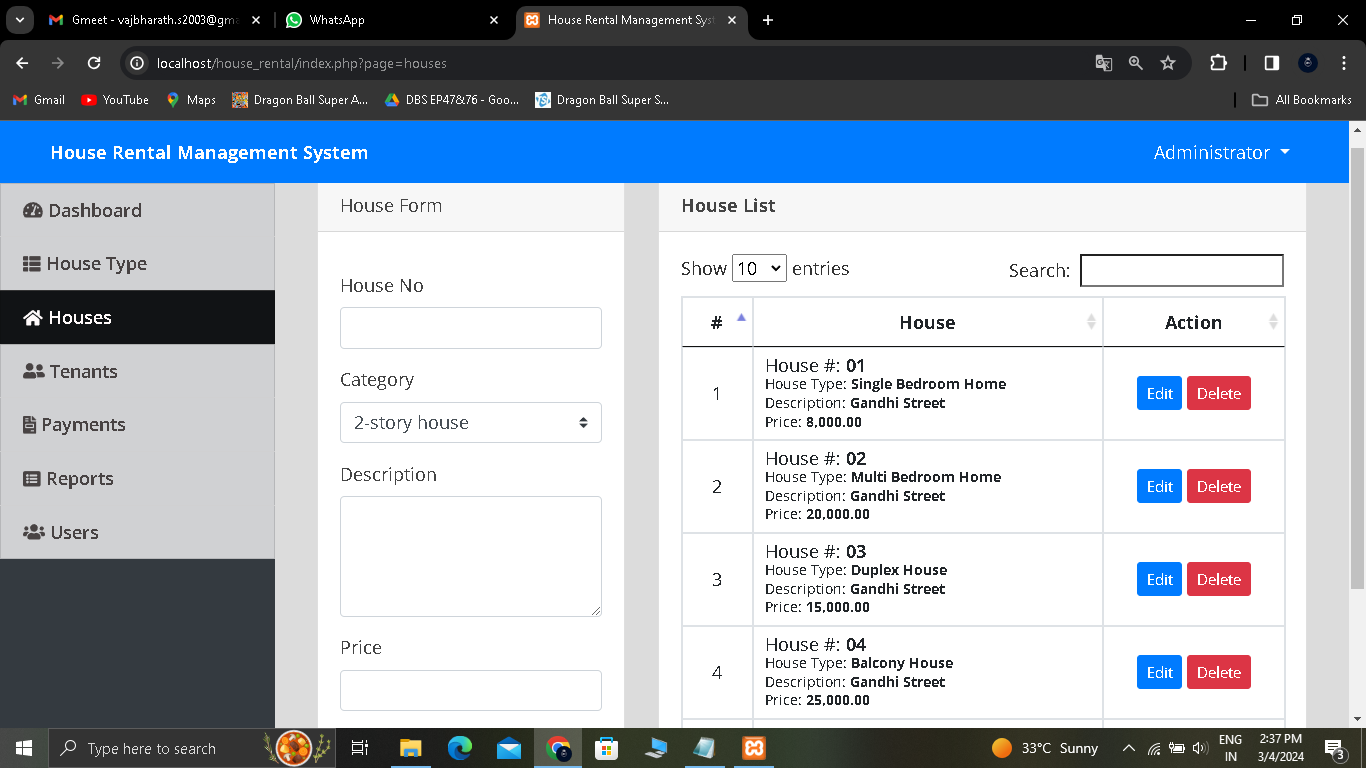 Gmeet - vajbharath.s2003@gma
WhatsApp
House Rental Management Syst
localhost/house_rental/index.php?page=houses
Gmail
YouTube
Maps
Dragon Ball Super A...
DBS EP47&76 - Goo...
Dragon Ball Super S...
All Bookmarks
House Rental Management System
Administrator
Dashboard
House Type
Houses
Tenants
Payments
Reports
Users
House Form
House No
Category
2-story house
Description
Price
House List
Show 10 entries
Search:
# House Action
1
House #: 01
House Type: Single Bedroom Home
Description: Gandhi Street
Price: 8,000.00
Edit Delete
2
House #: 02
House Type: Multi Bedroom Home
Description: Gandhi Street
Price: 20,000.00
Edit Delete
3
House #: 03
House Type: Duplex House
Description: Gandhi Street
Price: 15,000.00
Edit Delete
4
House #: 04
House Type: Balcony House
Description: Gandhi Street
Price: 25,000.00
Edit Delete
Type here to search
33°C Sunny
ENG
IN
2:37 PM
3/4/2024
3